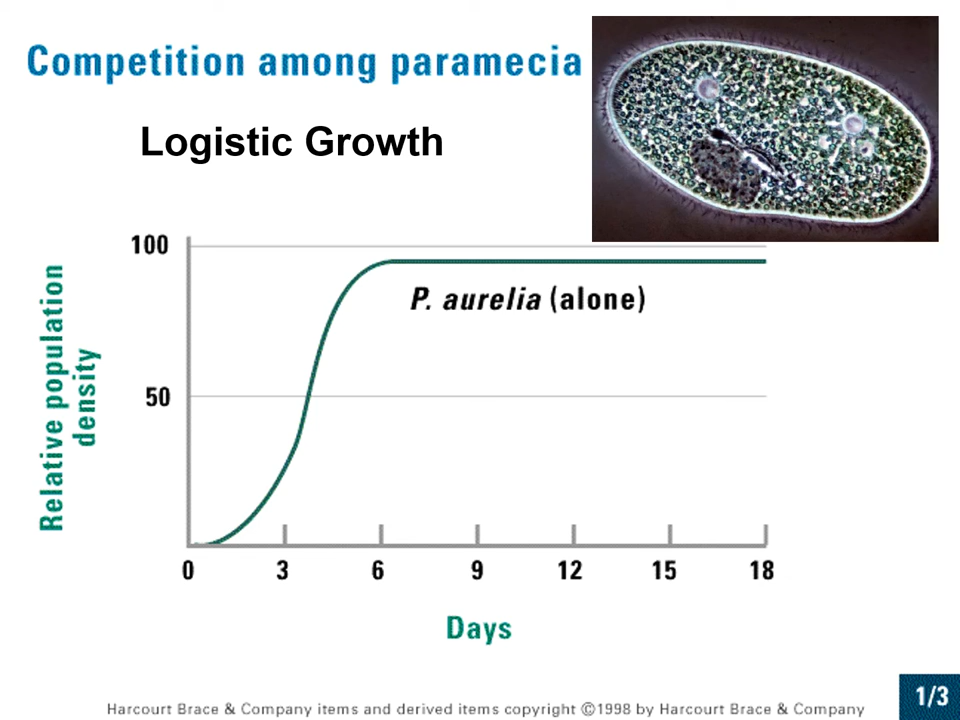 Competition among paramecia
Logistic Growth
100
50
Relative population
density
P. aurelia (alone)
0 3 6 9 12 15 18
Days
1/3
Harcourt Brace & Company items and derived items copyright ©1998 by Harcourt Brace & Company